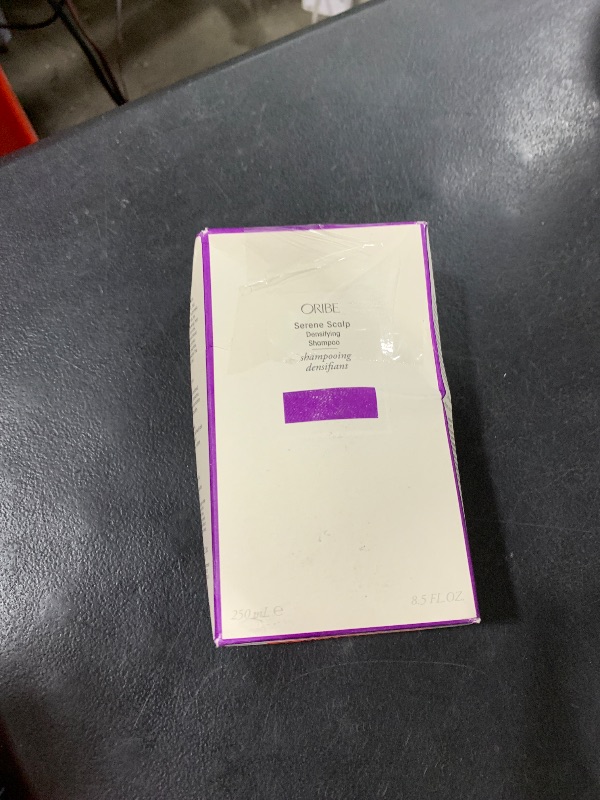 ORIBE
Serene Scalp
Densifying
Shampoo
shampooing
densifiant
250 mL ℮
8.5 FL OZ